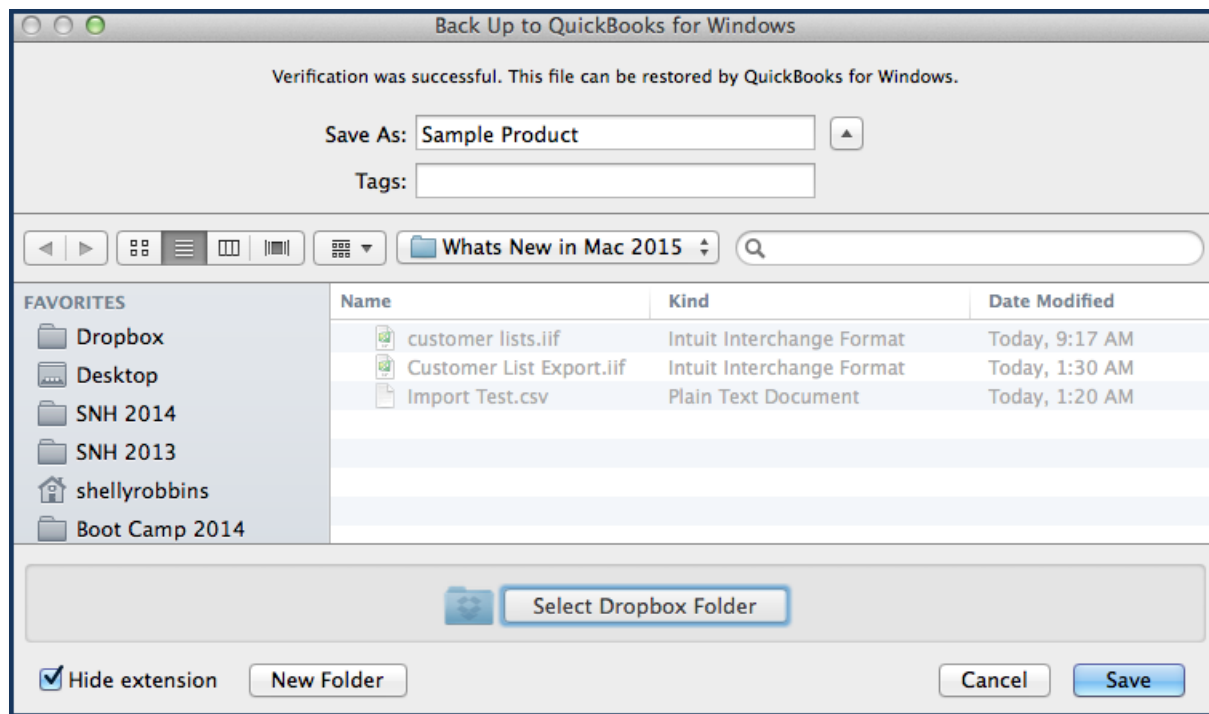 Back Up to QuickBooks for Windows
Verification was successful. This file can be restored by QuickBooks for Windows.
Save As: Sample Product
Tags:
Whats New in Mac 2015
FAVORITES
Dropbox
Desktop
SNH 2014
SNH 2013
shellyrobbins
Boot Camp 2014
Name Kind Date Modified
customer lists.iif Intuit Interchange Format Today, 9:17 AM
Customer List Export.iif Intuit Interchange Format Today, 1:30 AM
Import Test.csv Plain Text Document Today, 1:20 AM
Select Dropbox Folder
Hide extension New Folder Cancel Save